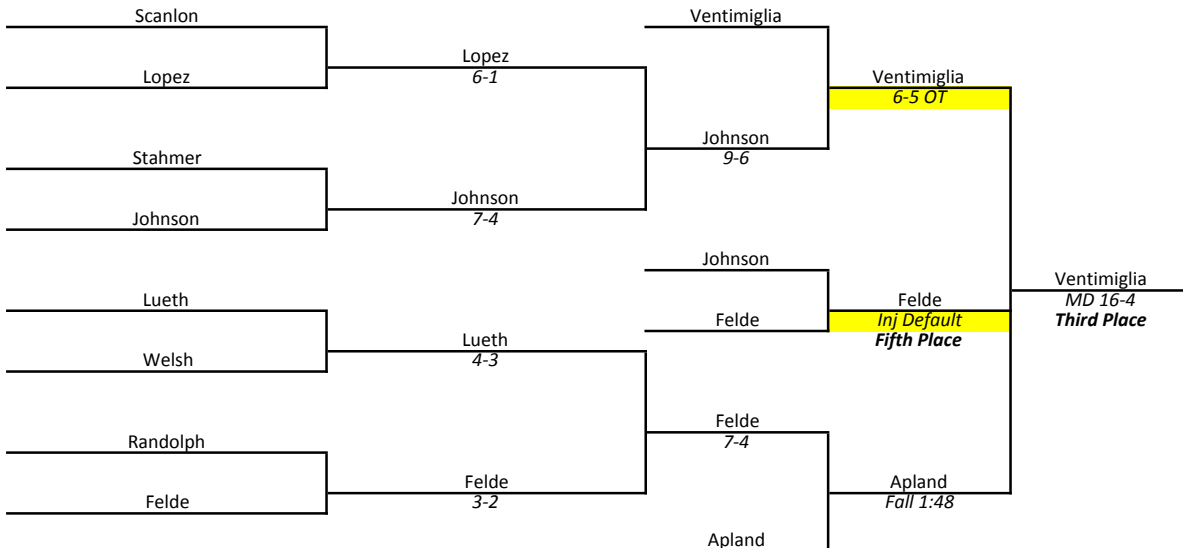 Scanlon
Ventimiglia
Lopez
6-1
Lopez
Ventimiglia
6-5 OT
Johnson
9-6
Stahmer
Johnson
7-4
Johnson
Johnson
Ventimiglia
MD 16-4
Third Place
Lueth
Felde
Inj Default
Fifth Place
Felde
Lueth
4-3
Welsh
Felde
7-4
Randolph
Felde
3-2
Apland
Fall 1:48
Felde
Apland